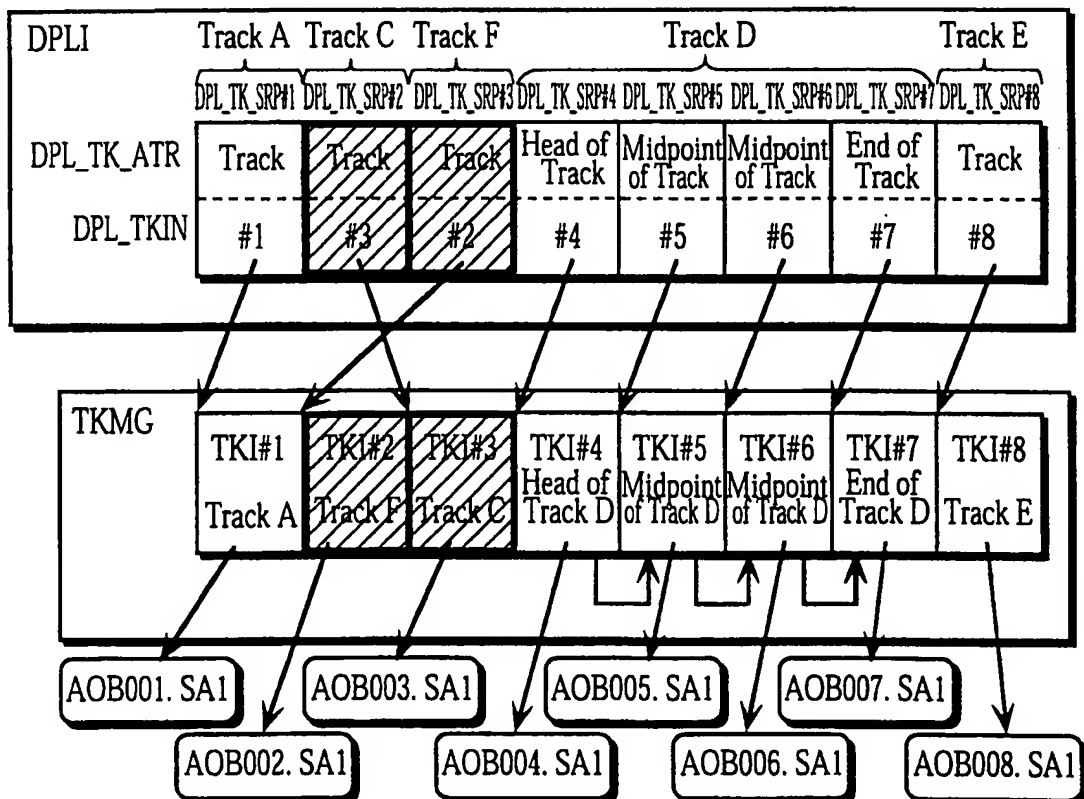 DPLI
Track A Track C Track F Track D Track E
DPL_TK_SRP#1 DPL_TK_SRP#2 DPL_TK_SRP#3 DPL_TK_SRP#4 DPL_TK_SRP#5 DPL_TK_SRP#6 DPL_TK_SRP#7 DPL_TK_SRP#8
DPL_TK_ATR
Track
Track
Track
Head of
Track
Midpoint
of Track
Midpoint
of Track
End of
Track
Track
DPL_TKIN
#1 #3 #2 #4 #5 #6 #7 #8
TKMG
TKI#1
Track A
TKI#2
Track F
TKI#3
Track C
TKI#4
Head of
Track D
TKI#5
Midpoint
of Track D
TKI#6
Midpoint
of Track D
TKI#7
End of
Track D
TKI#8
Track E
AOB001. SA1 AOB003. SA1 AOB005. SA1 AOB007. SA1
AOB002. SA1 AOB004. SA1 AOB006. SA1 AOB008. SA1